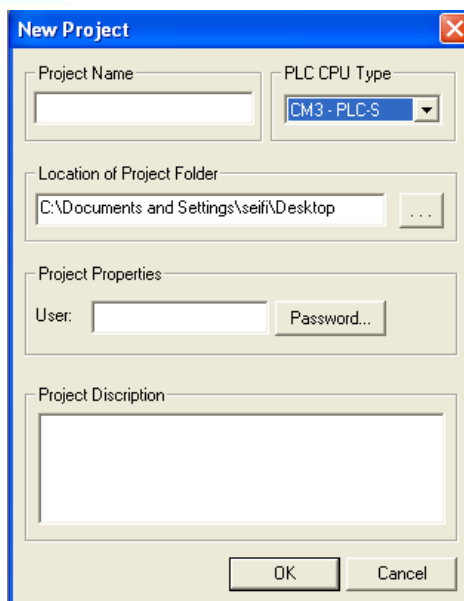 New Project
Project Name
PLC CPU Type
CM3 - PLC-S
Location of Project Folder
C:\Documents and Settings\seifi\Desktop
...
Project Properties
User:
Password...
Project Discription
OK
Cancel